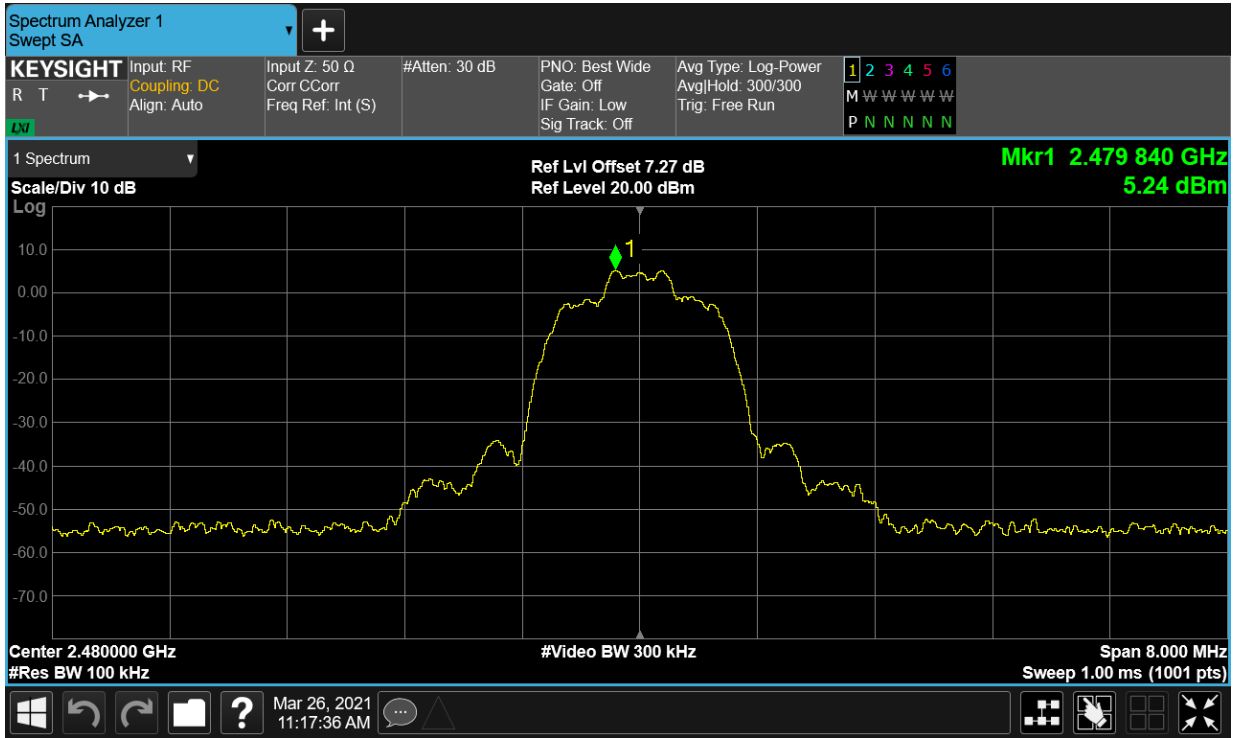 Spectrum Analyzer 1
Swept SA
KEYSIGHT
R T
LXI
Input: RF
Coupling: DC
Align: Auto
Input Z: 50 Ω
Corr CCorr
Freq Ref: Int (S)
#Atten: 30 dB
PNO: Best Wide
Gate: Off
IF Gain: Low
Sig Track: Off
Avg Type: Log-Power
Avg|Hold: 300/300
Trig: Free Run
1 2 3 4 5 6
M W W W W W
P N N N N N
1 Spectrum
Scale/Div 10 dB
Log
Ref Lvl Offset 7.27 dB
Ref Level 20.00 dBm
Mkr1 2.479 840 GHz
5.24 dBm
1
10.0
0.00
-10.0
-20.0
-30.0
-40.0
-50.0
-60.0
-70.0
Center 2.480000 GHz
#Video BW 300 kHz
Span 8.000 MHz
#Res BW 100 kHz
Sweep 1.00 ms (1001 pts)
?
Mar 26, 2021
11:17:36 AM